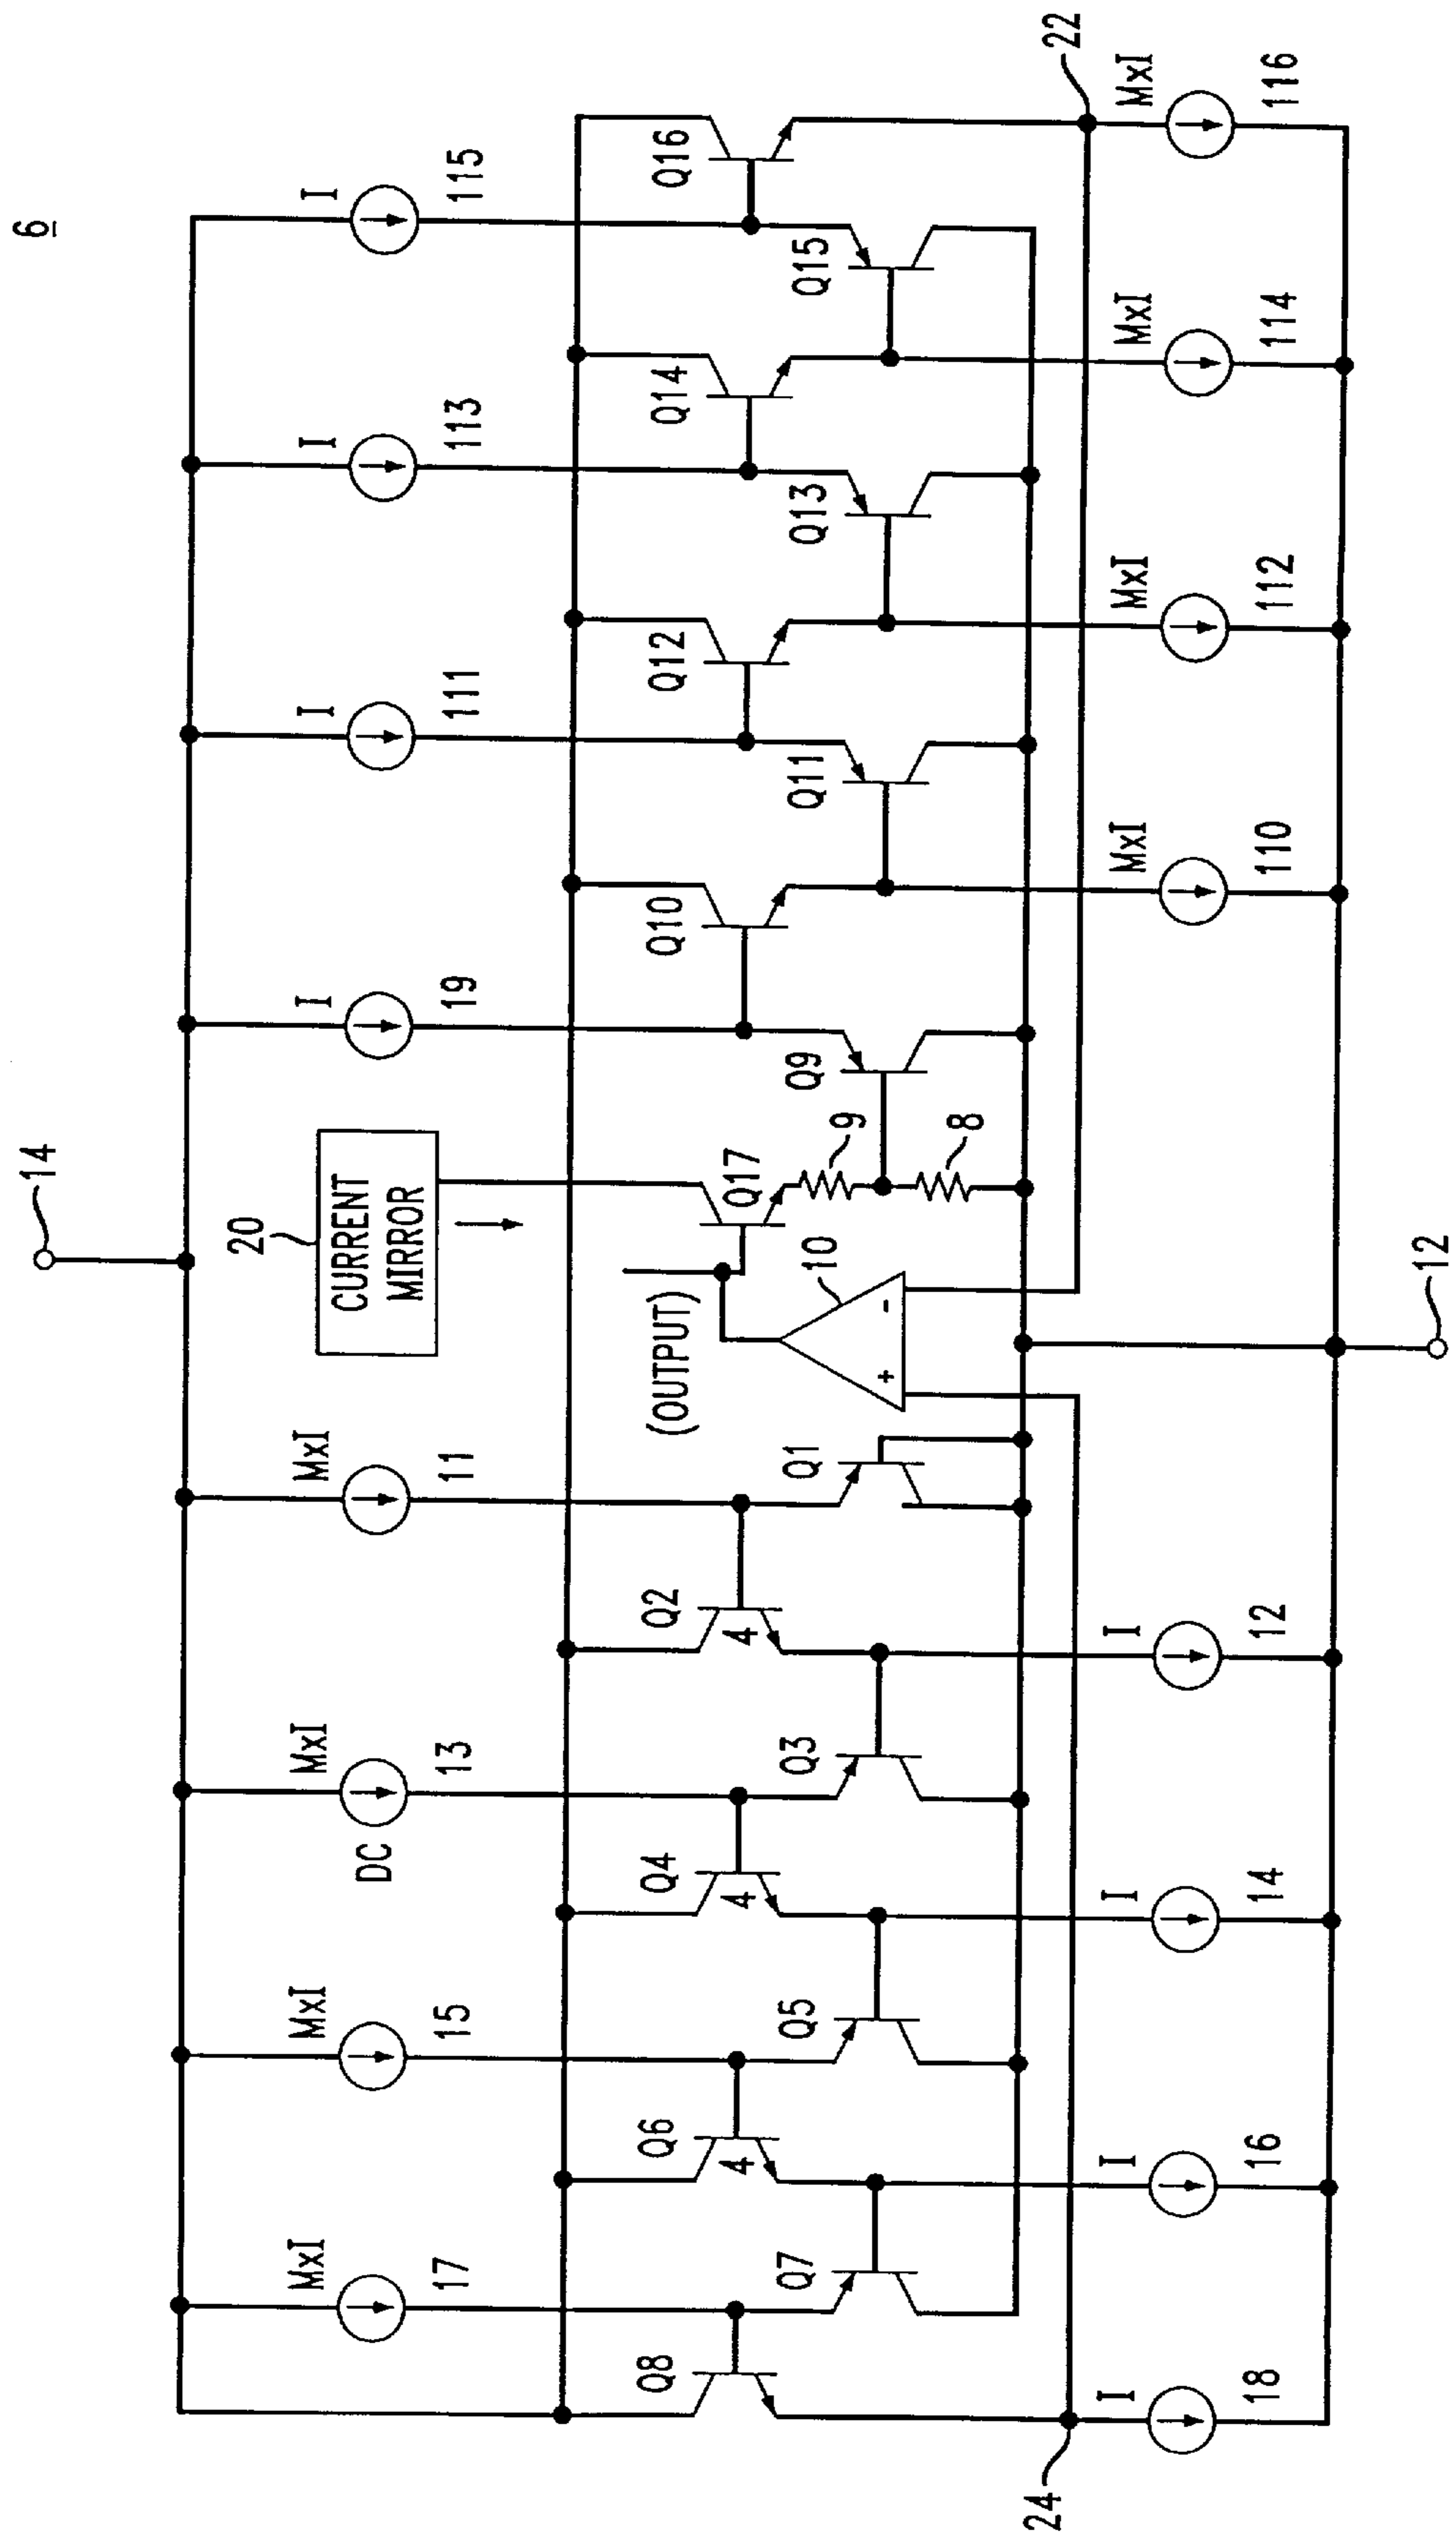 6
14
20
CURRENT
MIRROR
MxI
17
MxI
15
MxI
DC
13
MxI
11
I
19
I
111
I
113
I
115
Q8
Q6
4
Q4
4
Q2
4
(OUTPUT)
Q17
Q10
Q12
Q14
Q16
Q7
Q5
Q3
Q1
10
+
-
9
8
Q9
Q11
Q13
Q15
24
22
I
18
I
16
I
14
I
12
MxI
110
MxI
112
MxI
114
MxI
116
12